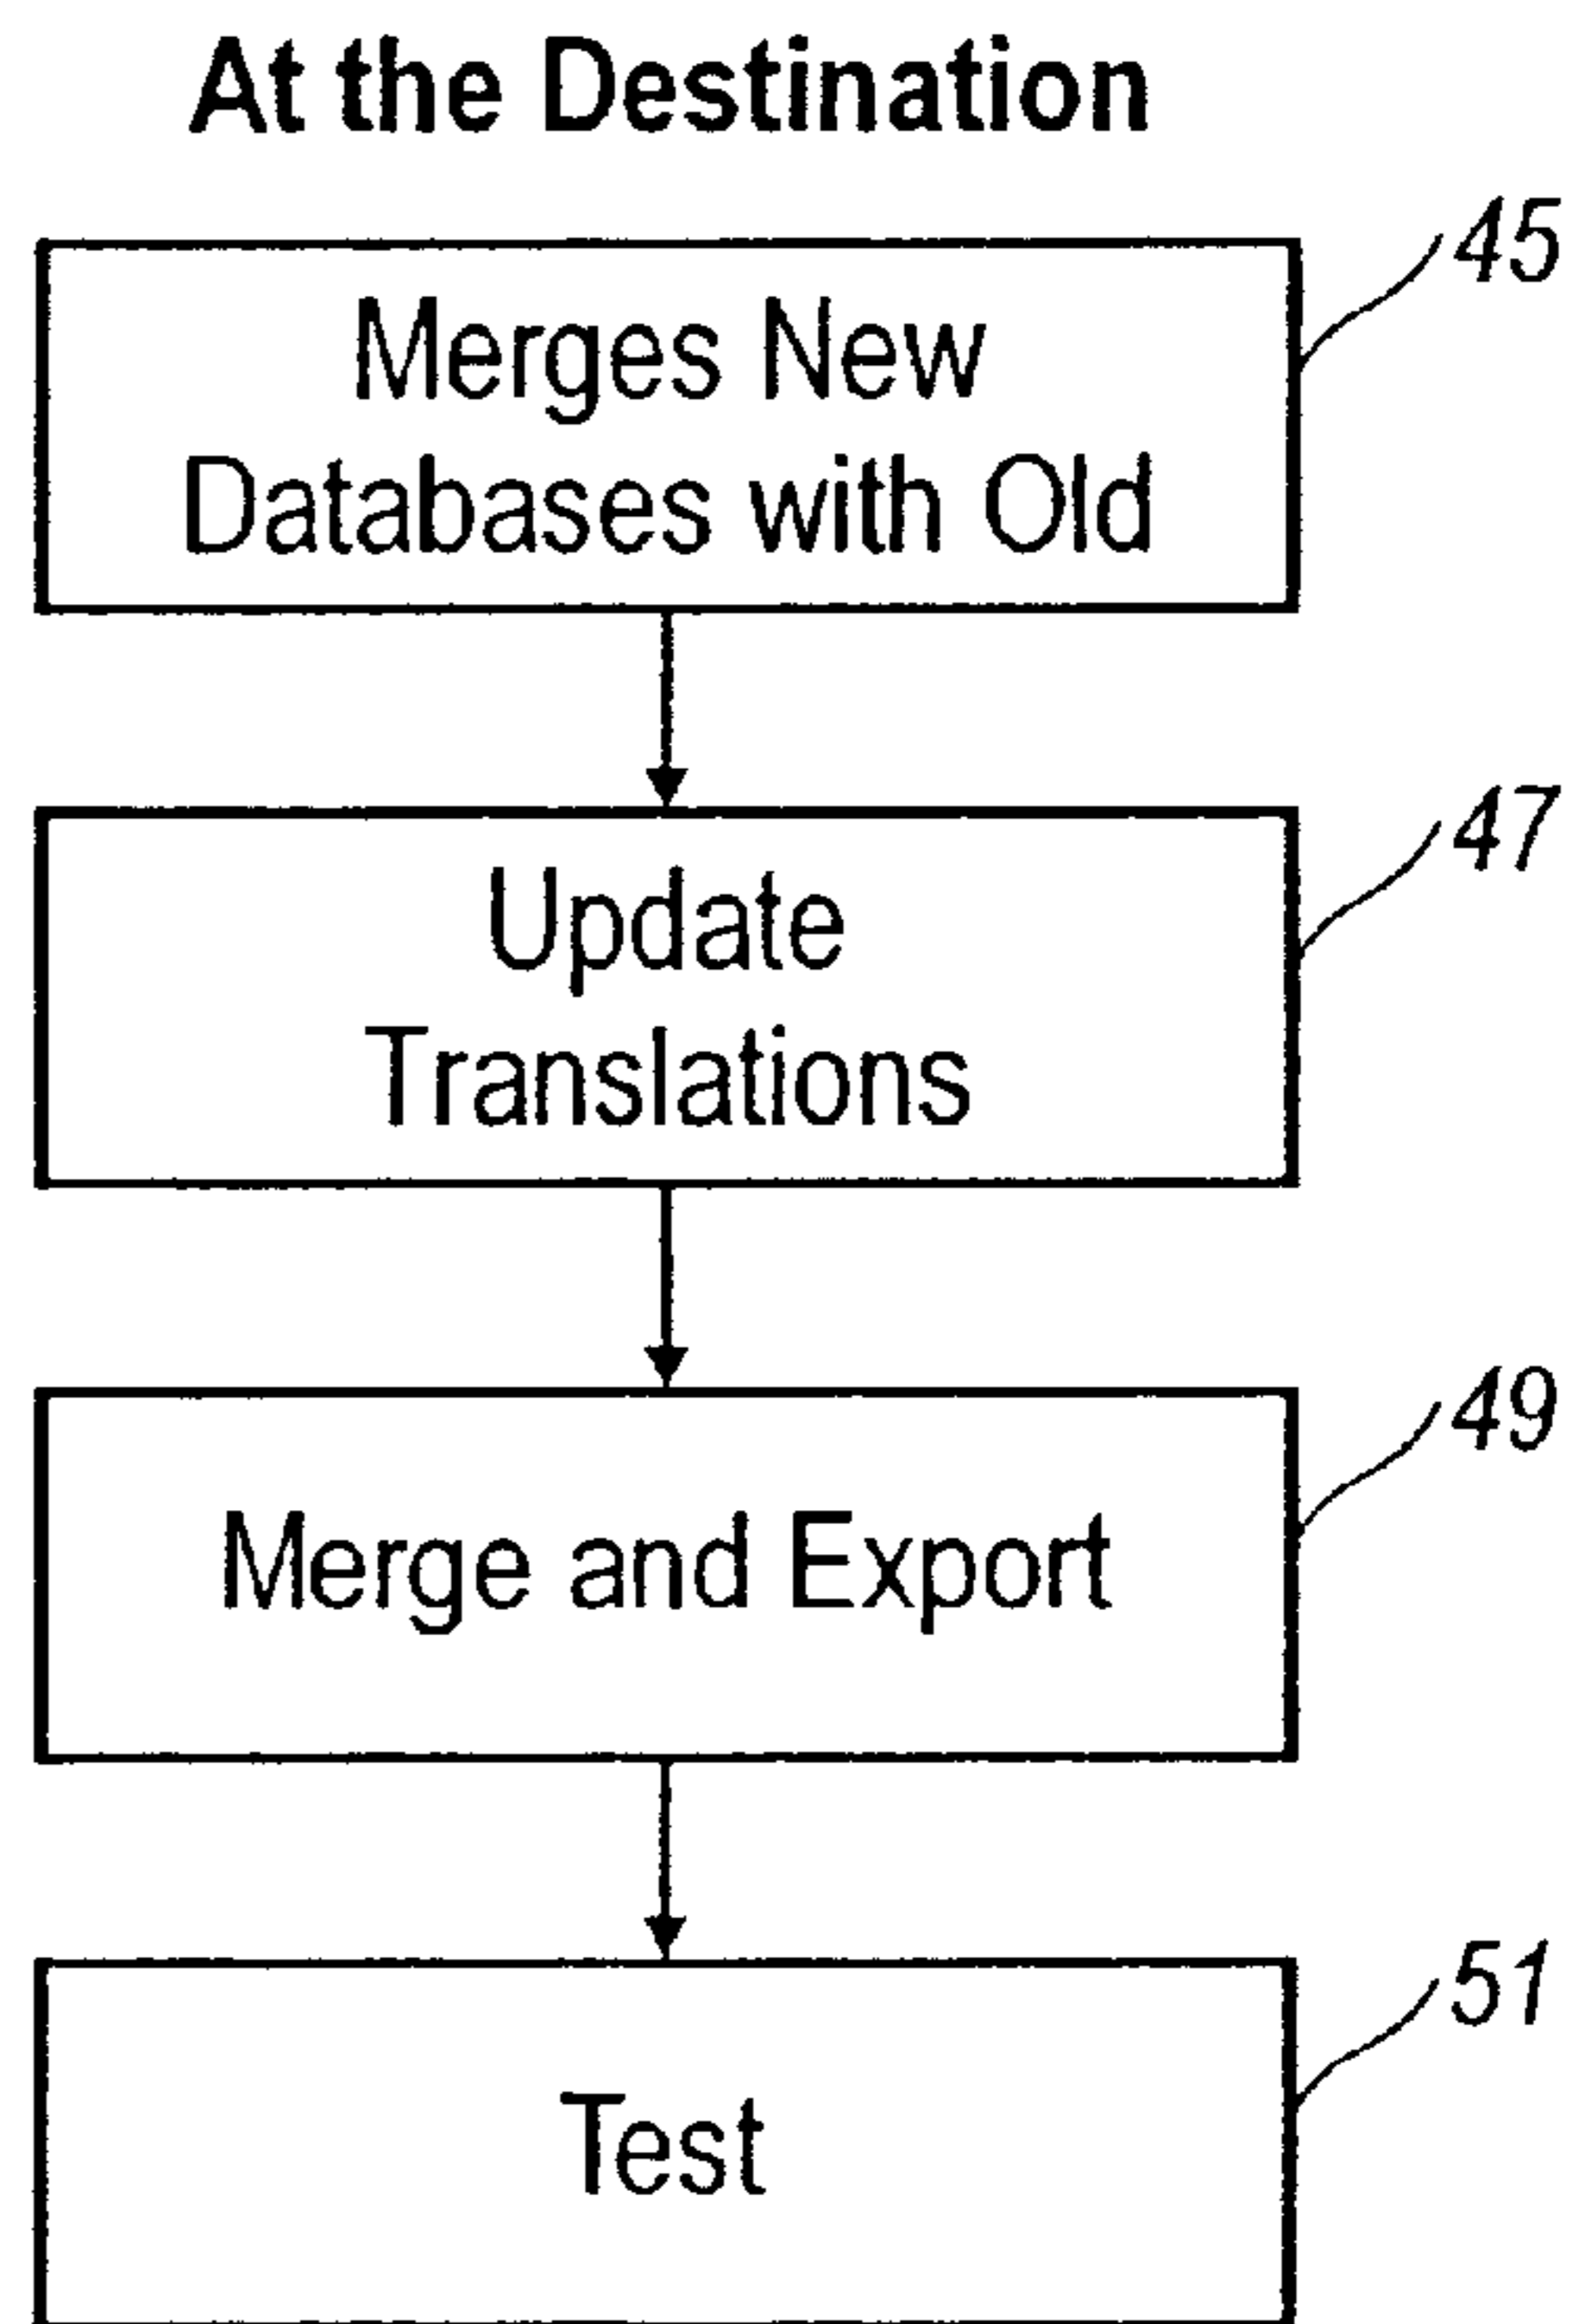 At the Destination
45
Merges New
Databases with Old
47
Update
Translations
49
Merge and Export
51
Test